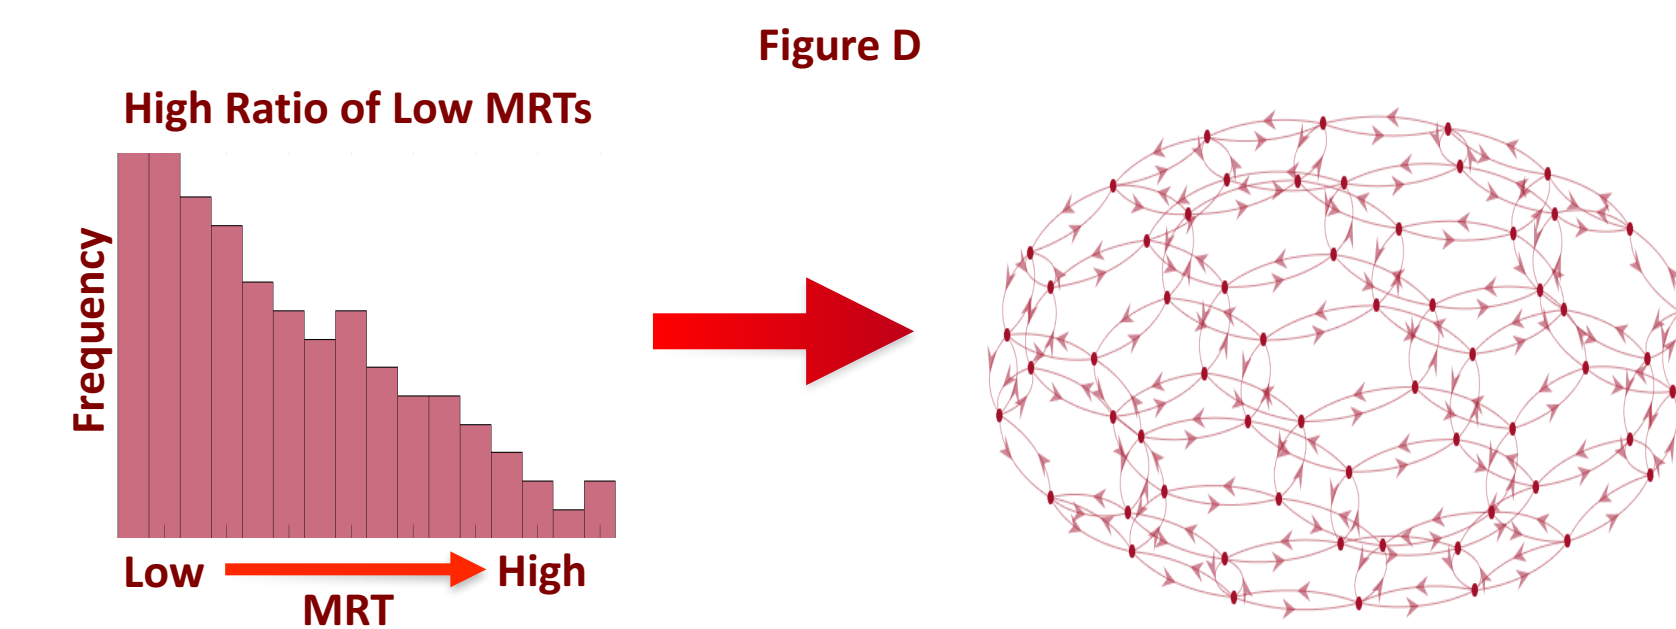 Figure D
High Ratio of Low MRTs
Frequency
Low
High
MRT